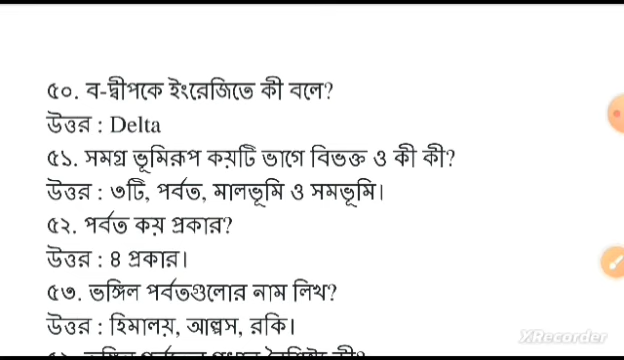 ৫০. ব-দ্বীপকে ইংরেজিতে কী বলে?
উত্তর : Delta
৫১. সমগ্র ভূমিরূপ কয়টি ভাগে বিভক্ত ও কী কী?
উত্তর : ৩টি, পর্বত, মালভূমি ও সমভূমি।
৫২. পর্বত কয় প্রকার?
উত্তর : ৪ প্রকার।
৫৩. ভঙ্গিল পর্বতগুলোর নাম লিখ?
উত্তর : হিমালয়, আল্পস, রকি।
XRecorder